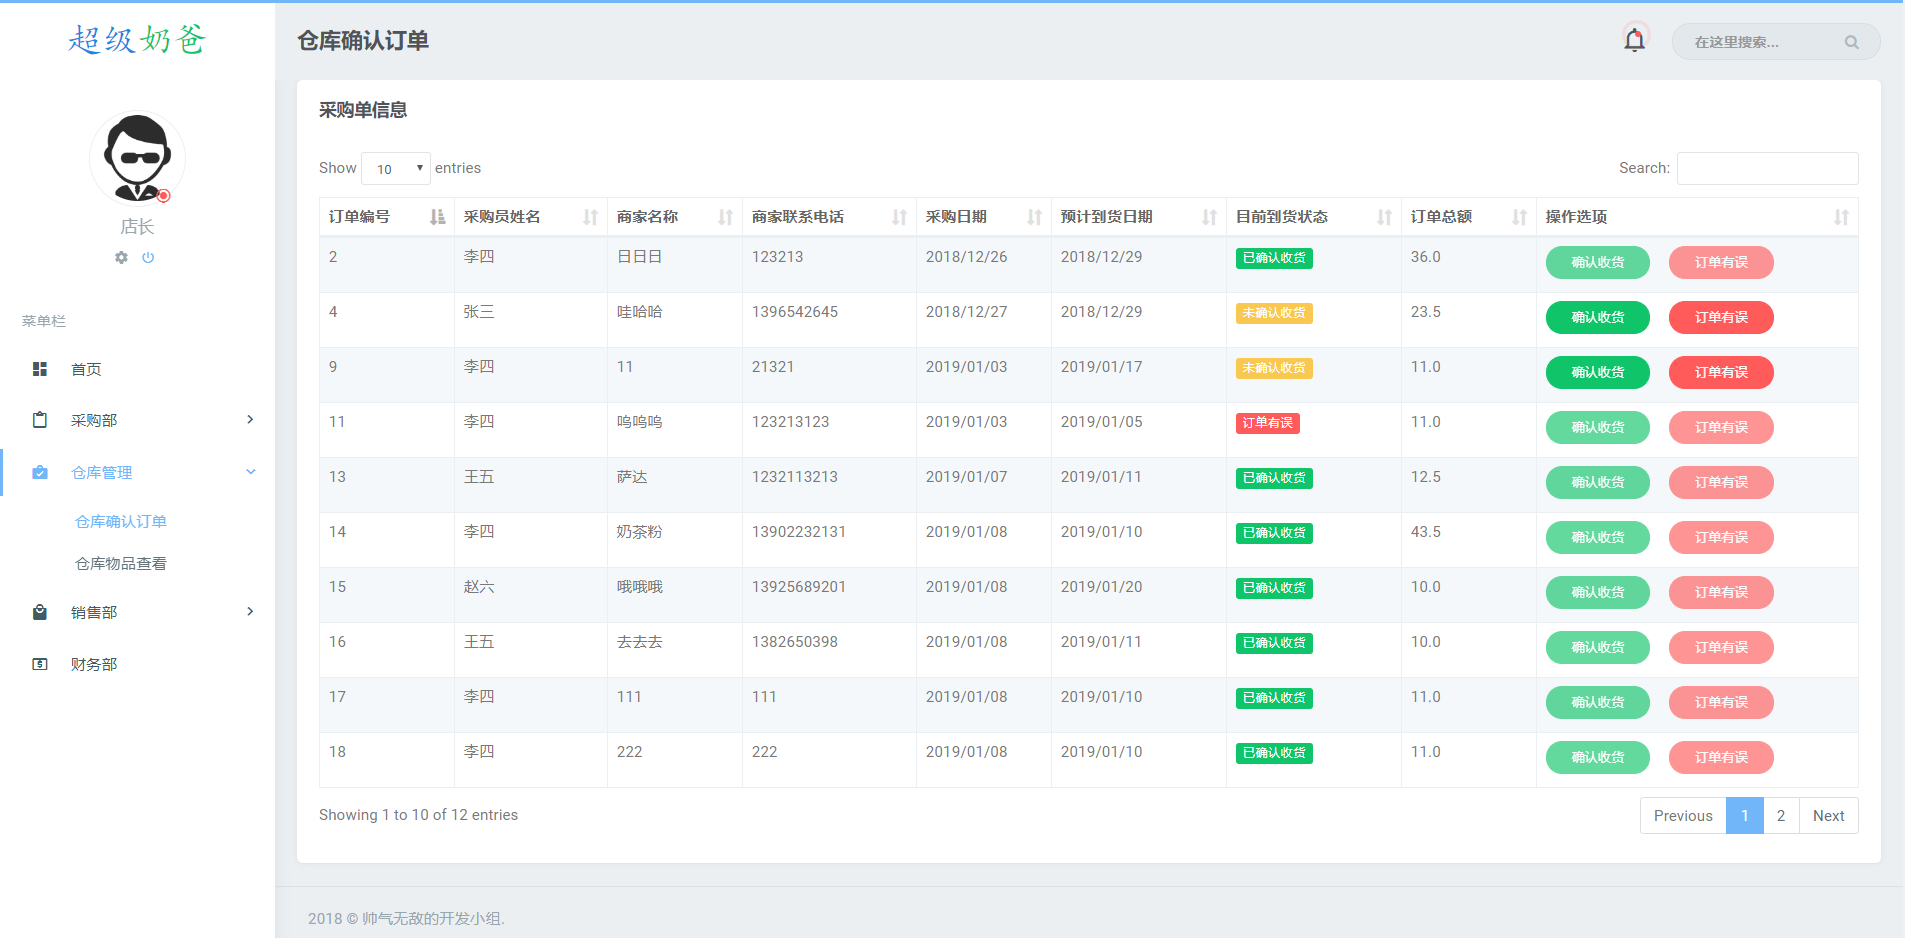 超级奶爸
仓库确认订单
在这里搜索...
店长
菜单栏
首页
采购部
仓库管理
仓库确认订单
仓库物品查看
销售部
财务部
采购单信息
Show 10 entries Search:
订单编号 采购员姓名 商家名称 商家联系电话 采购日期 预计到货日期 目前到货状态 订单总额 操作选项
2 李四 日日日 123213 2018/12/26 2018/12/29 已确认收货 36.0 确认收货 订单有误
4 张三 哇哈哈 1396542645 2018/12/27 2018/12/29 未确认收货 23.5 确认收货 订单有误
9 李四 11 21321 2019/01/03 2019/01/17 未确认收货 11.0 确认收货 订单有误
11 李四 呜呜呜 123213123 2019/01/03 2019/01/05 订单有误 11.0 确认收货 订单有误
13 王五 萨达 1232113213 2019/01/07 2019/01/11 已确认收货 12.5 确认收货 订单有误
14 李四 奶茶粉 13902232131 2019/01/08 2019/01/10 已确认收货 43.5 确认收货 订单有误
15 赵六 哦哦哦 13925689201 2019/01/08 2019/01/20 已确认收货 10.0 确认收货 订单有误
16 王五 去去去 1382650398 2019/01/08 2019/01/11 已确认收货 10.0 确认收货 订单有误
17 李四 111 111 2019/01/08 2019/01/10 已确认收货 11.0 确认收货 订单有误
18 李四 222 222 2019/01/08 2019/01/10 已确认收货 11.0 确认收货 订单有误
Showing 1 to 10 of 12 entries Previous 1 2 Next
2018 © 帅气无敌的开发小组.